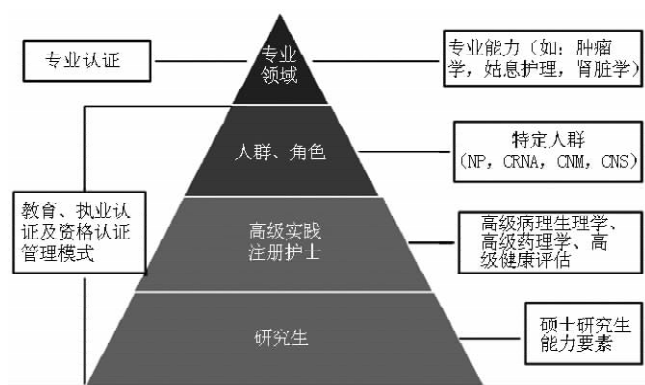 专业认证
专业
领域
专业能力（如：肿瘤
学，姑息护理，肾脏学）
人群、角色
特定人群
（NP，CRNA，CNM，CNS）
教育、执业认
证及资格认证
管理模式
高级实践
注册护士
高级病理生理学、
高级药理学、高
级健康评估
研究生
硕士研究生
能力要素